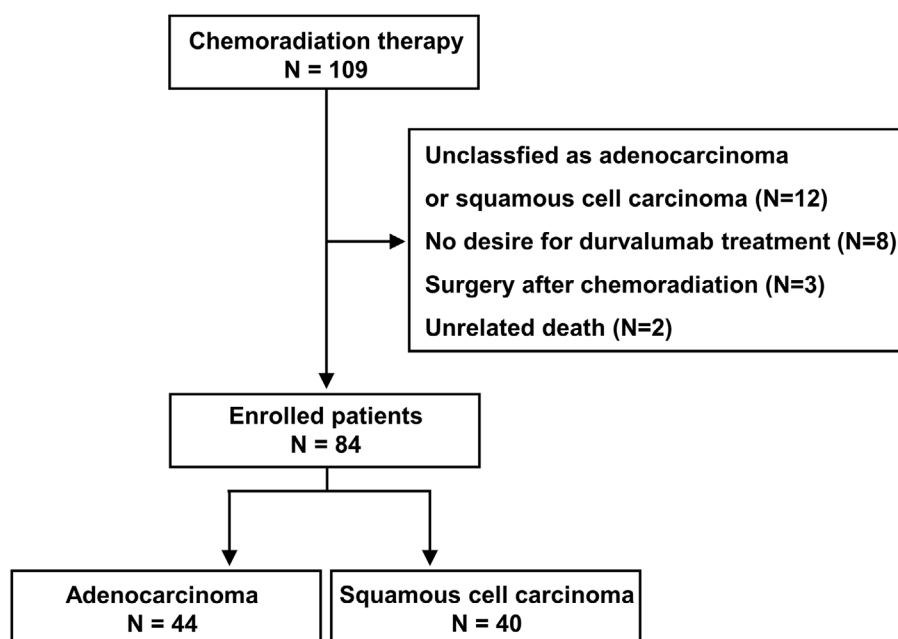 Chemoradiation therapy
N = 109
Unclassfied as adenocarcinoma
or squamous cell carcinoma (N=12)
No desire for durvalumab treatment (N=8)
Surgery after chemoradiation (N=3)
Unrelated death (N=2)
Enrolled patients
N = 84
Adenocarcinoma
N = 44
Squamous cell carcinoma
N = 40